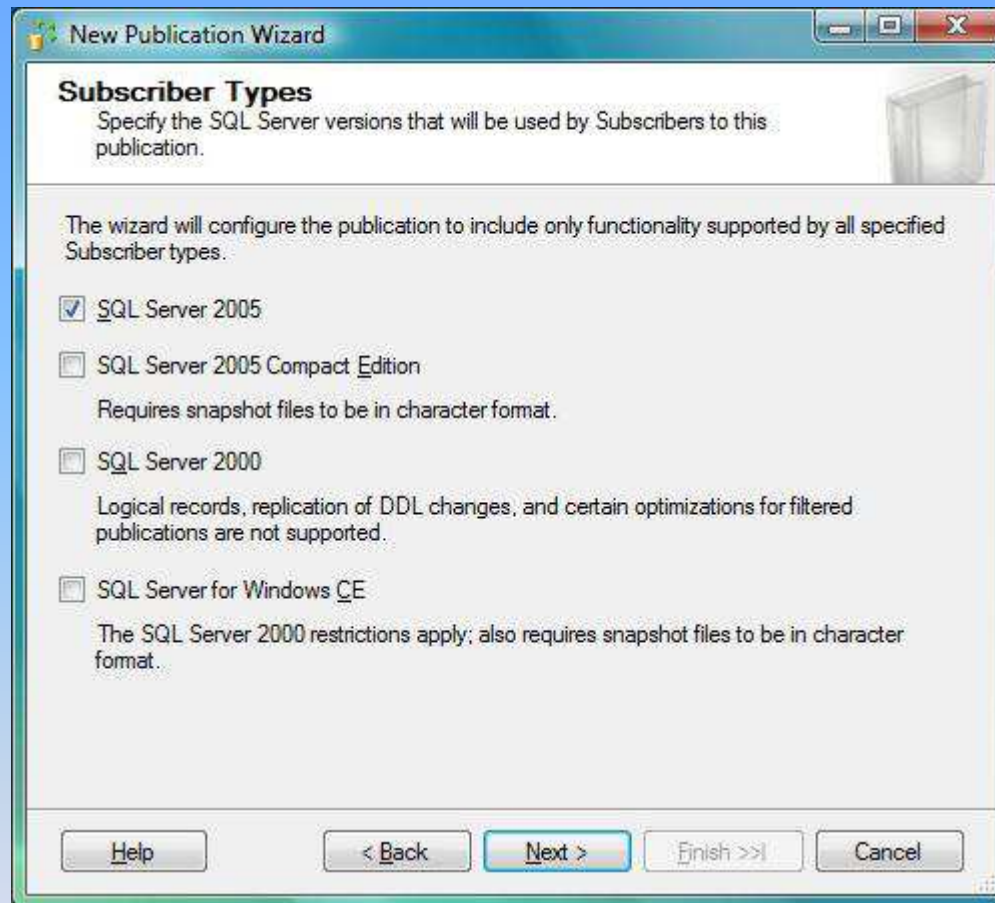 New Publication Wizard
Subscriber Types
Specify the SQL Server versions that will be used by Subscribers to this
publication.
The wizard will configure the publication to include only functionality supported by all specified
Subscriber types.
SQL Server 2005
SQL Server 2005 Compact Edition
Requires snapshot files to be in character format.
SQL Server 2000
Logical records, replication of DDL changes, and certain optimizations for filtered
publications are not supported.
SQL Server for Windows CE
The SQL Server 2000 restrictions apply; also requires snapshot files to be in character
format.
Help
< Back
Next >
Finish >>|
Cancel